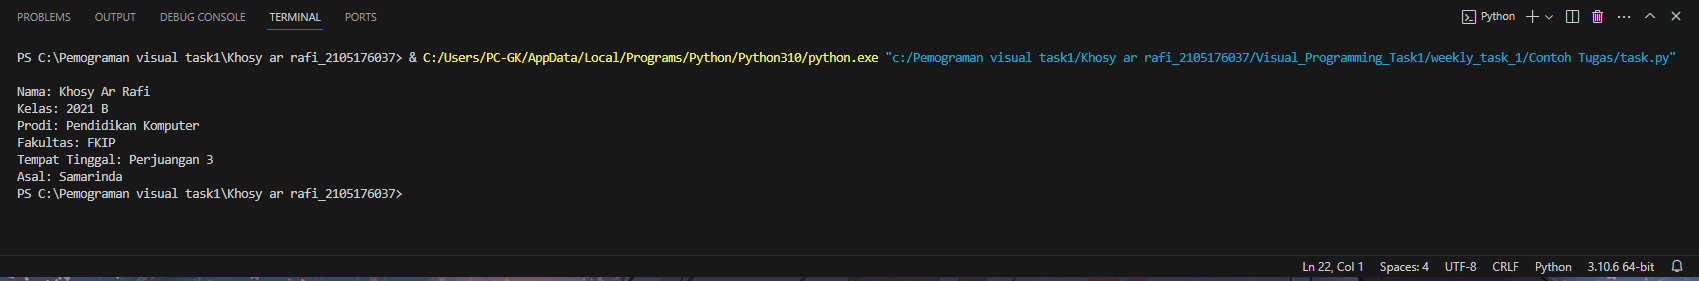 PROBLEMS OUTPUT DEBUG CONSOLE TERMINAL PORTS Python
PS C:\Pemograman visual task1\Khosy ar rafi_2105176037> & C:/Users/PC-GK/AppData/Local/Programs/Python/Python310/python.exe "c:/Pemograman visual task1/Khosy ar rafi_2105176037/Visual_Programming_Task1/weekly_task_1/Contoh Tugas/task.py"
Nama: Khosy Ar Rafi
Kelas: 2021 B
Prodi: Pendidikan Komputer
Fakultas: FKIP
Tempat Tinggal: Perjuangan 3
Asal: Samarinda
PS C:\Pemograman visual task1\Khosy ar rafi_2105176037>
Ln 22, Col 1 Spaces: 4 UTF-8 CRLF Python 3.10.6 64-bit